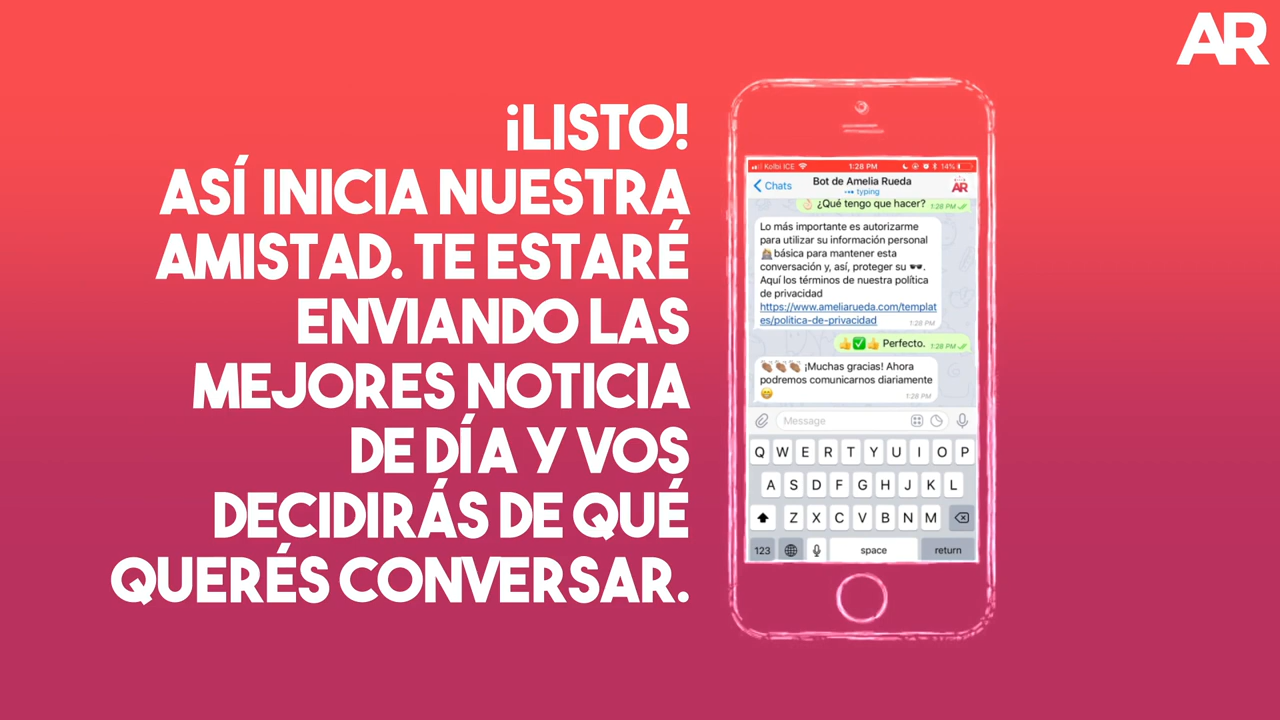 AR
¡LISTO!
ASÍ INICIA NUESTRA
AMISTAD. TE ESTARÉ
ENVIANDO LAS
MEJORES NOTICIA
DE DÍA Y VOS
DECIDIRÁS DE QUÉ
QUERÉS CONVERSAR.
Kolbi ICE 1:28 PM 14%
Chats Bot de Amelia Rueda AR
typing
👌🏻 ¿Qué tengo que hacer? 1:28 PM
Lo más importante es autorizarme
para utilizar su información personal
básica para mantener esta
conversación y, así, proteger su 🕶️.
Aquí los términos de nuestra política
de privacidad
https://www.ameliarueda.com/templat
es/politica-de-privacidad 1:28 PM
👍✅👍 Perfecto. 1:28 PM
👏🏽👏🏽👏🏽 ¡Muchas gracias! Ahora
podremos comunicarnos diariamente
😄 1:28 PM
Message
Q W E R T Y U I O P
A S D F G H J K L
Z X C V B N M
123 space return